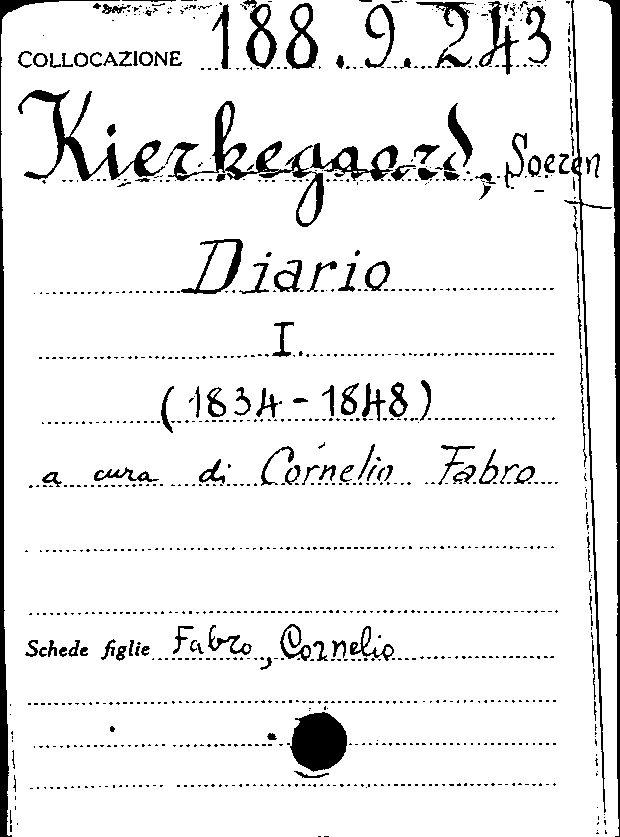 COLLOCAZIONE 188.9.243
Kierkegaard, Soeren
Diario
I.
(1834-1848)
a cura di Cornelio Fabro
Schede figlie Fabro, Cornelio